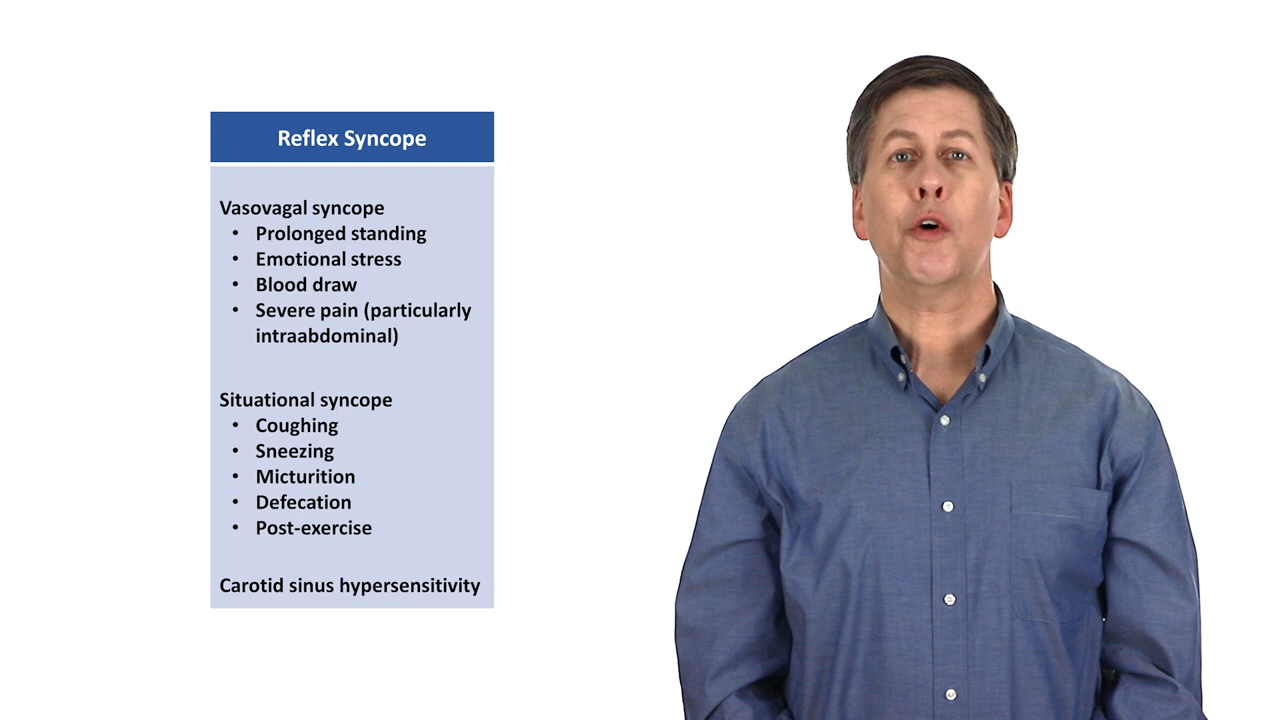 Reflex Syncope
Vasovagal syncope
• Prolonged standing
• Emotional stress
• Blood draw
• Severe pain (particularly
intraabdominal)
Situational syncope
• Coughing
• Sneezing
• Micturition
• Defecation
• Post-exercise
Carotid sinus hypersensitivity